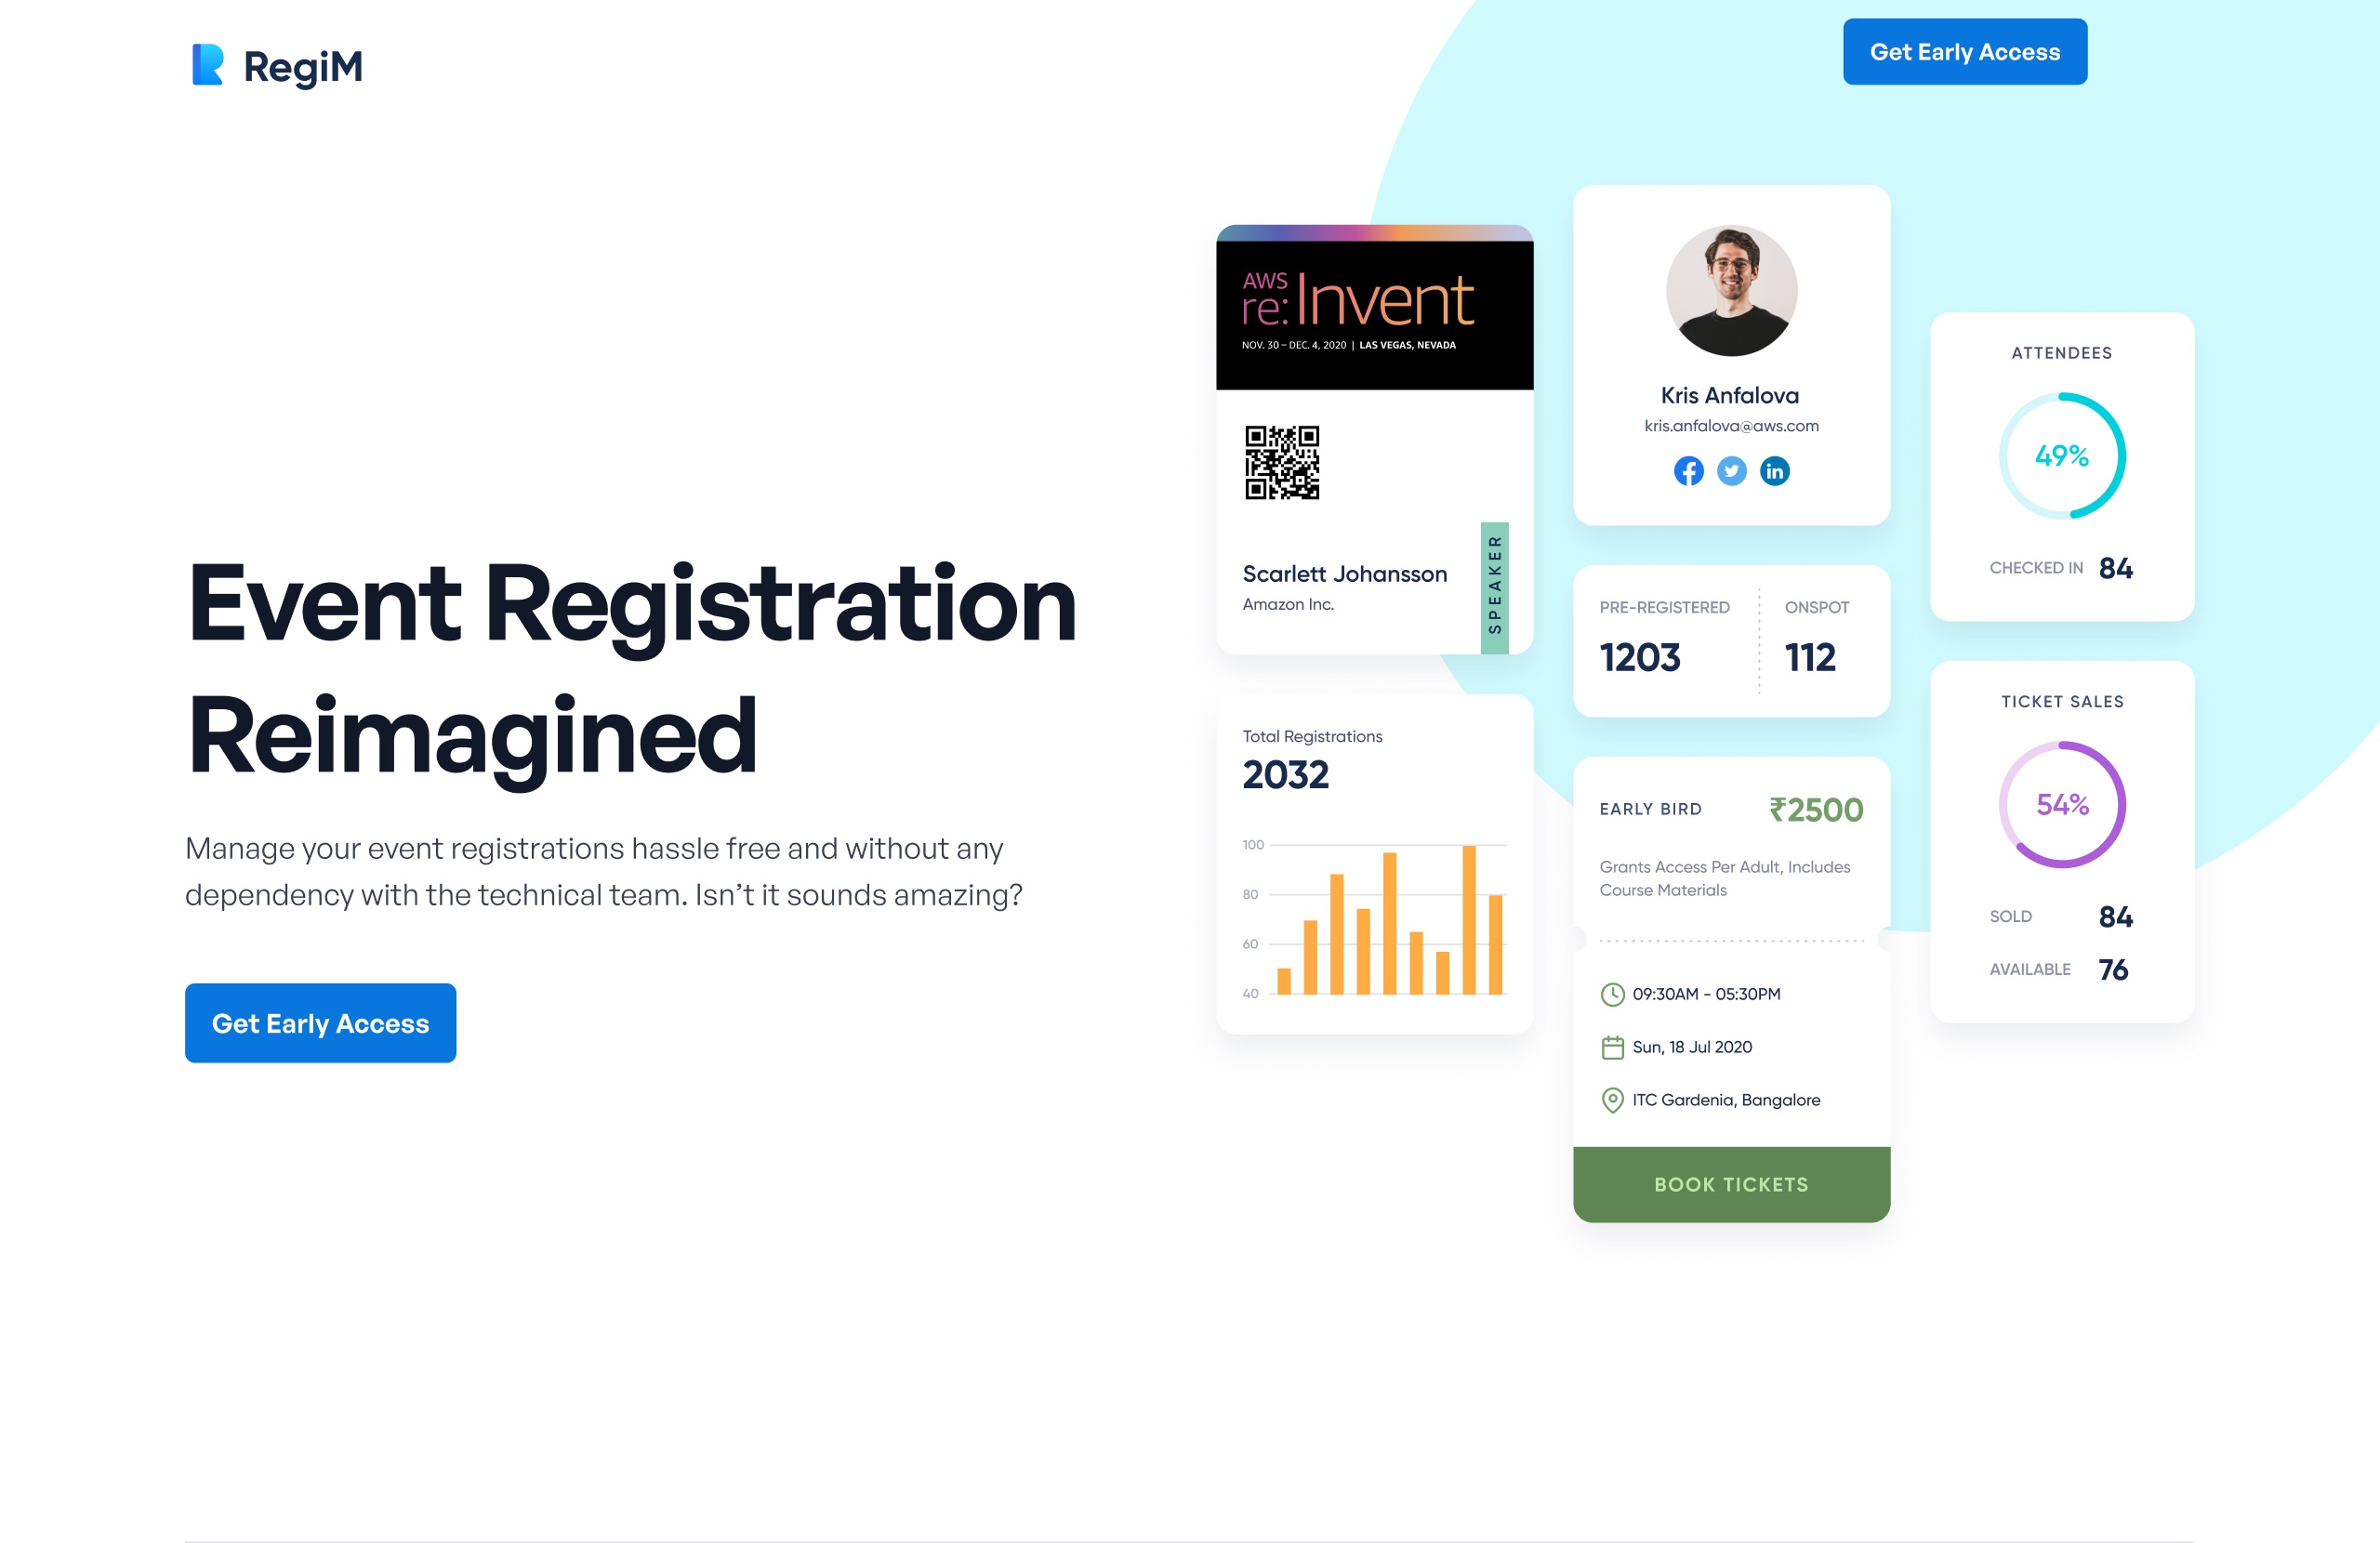 RegiM
Get Early Access
Event Registration
Reimagined
Manage your event registrations hassle free and without any
dependency with the technical team. Isn’t it sounds amazing?
Get Early Access
AWS
re:Invent
NOV. 30 – DEC. 4, 2020 | LAS VEGAS, NEVADA
Scarlett Johansson
Amazon Inc.
SPEAKER
Total Registrations
2032
100
80
60
40
Kris Anfalova
kris.anfalova@aws.com
PRE-REGISTERED
1203
ONSPOT
112
EARLY BIRD
₹2500
Grants Access Per Adult, Includes
Course Materials
09:30AM - 05:30PM
Sun, 18 Jul 2020
ITC Gardenia, Bangalore
BOOK TICKETS
ATTENDEES
49%
CHECKED IN 84
TICKET SALES
54%
SOLD 84
AVAILABLE 76